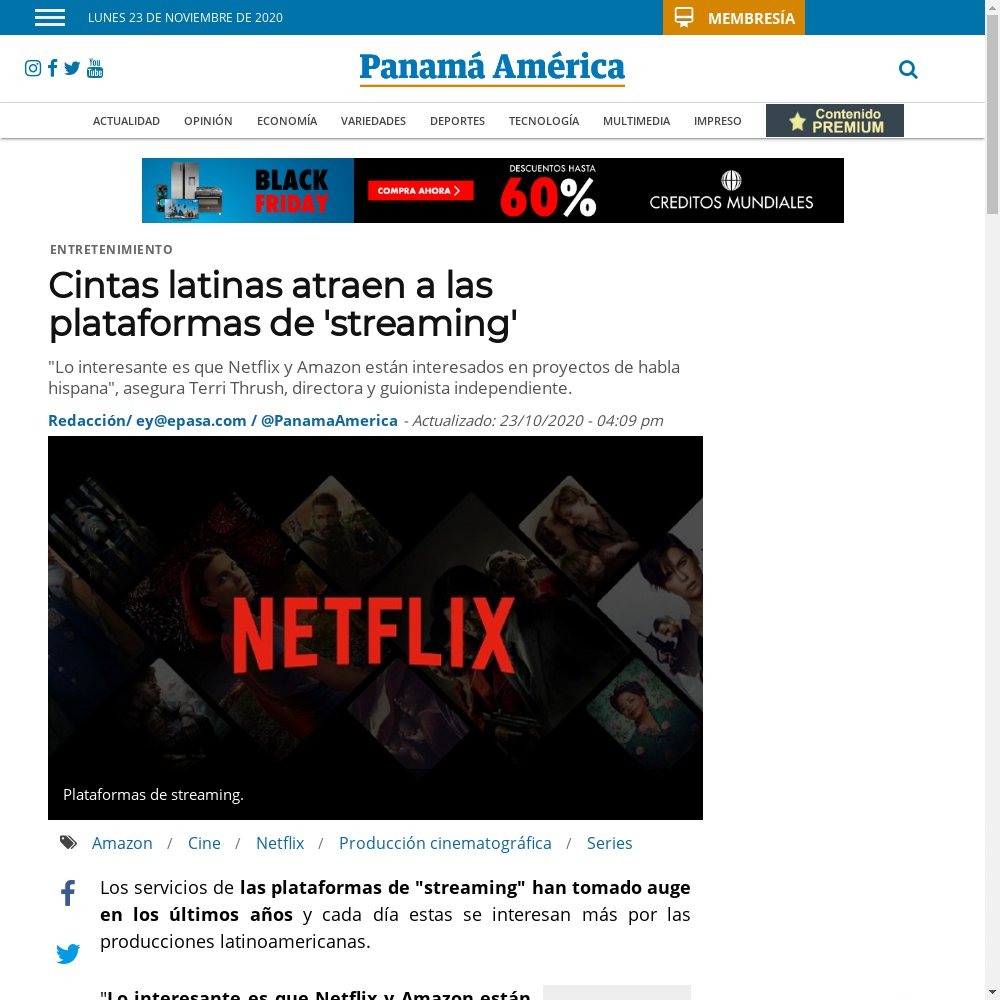 LUNES 23 DE NOVIEMBRE DE 2020
MEMBRESÍA
You
Tube
Panamá América
ACTUALIDAD OPINIÓN ECONOMÍA VARIEDADES DEPORTES TECNOLOGÍA MULTIMEDIA IMPRESO
Contenido
PREMIUM
BLACK
FRIDAY
COMPRA AHORA
DESCUENTOS HASTA
60%
CREDITOS MUNDIALES
ENTRETENIMIENTO
Cintas latinas atraen a las
plataformas de 'streaming'
"Lo interesante es que Netflix y Amazon están interesados en proyectos de habla
hispana", asegura Terri Thrush, directora y guionista independiente.
Redacción/ ey@epasa.com / @PanamaAmerica - Actualizado: 23/10/2020 - 04:09 pm
NETFLIX
Plataformas de streaming.
Amazon / Cine / Netflix / Producción cinematográfica / Series
Los servicios de las plataformas de "streaming" han tomado auge
en los últimos años y cada día estas se interesan más por las
producciones latinoamericanas.
"Lo interesante es que Netflix y Amazon están